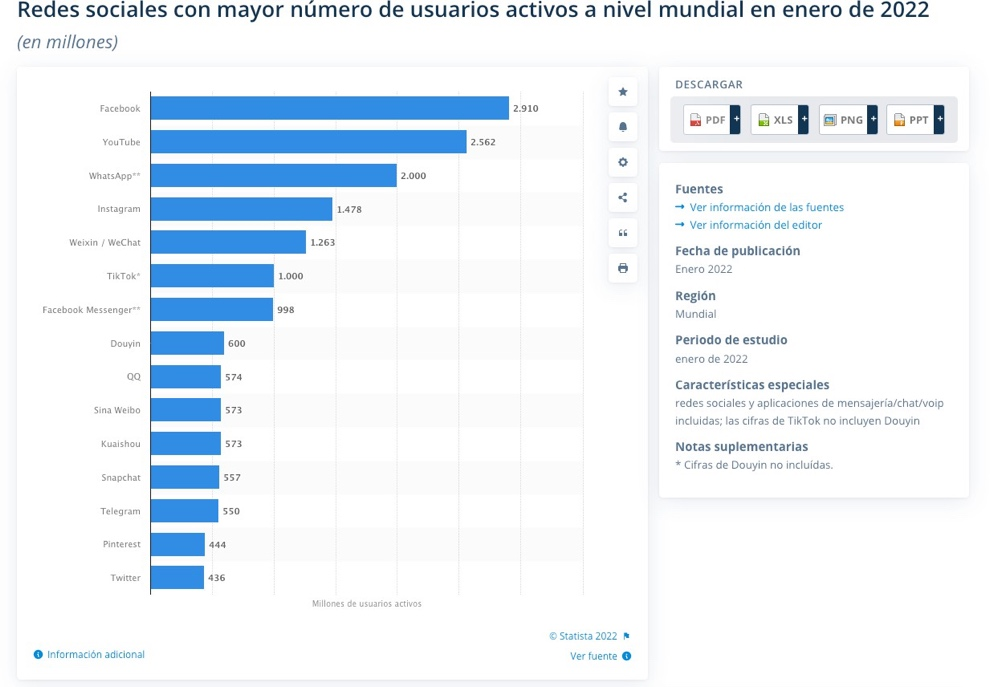 Redes sociales con mayor número de usuarios activos a nivel mundial en enero de 2022
(en millones)
Facebook 2.910
YouTube 2.562
WhatsApp** 2.000
Instagram 1.478
Weixin / WeChat 1.263
TikTok* 1.000
Facebook Messenger** 998
Douyin 600
QQ 574
Sina Weibo 573
Kuaishou 573
Snapchat 557
Telegram 550
Pinterest 444
Twitter 436
Millones de usuarios activos
© Statista 2022
Información adicional
Ver fuente
DESCARGAR
PDF + XLS + PNG + PPT +
Fuentes
→ Ver información de las fuentes
→ Ver información del editor
Fecha de publicación
Enero 2022
Región
Mundial
Periodo de estudio
enero de 2022
Características especiales
redes sociales y aplicaciones de mensajería/chat/voip
incluidas; las cifras de TikTok no incluyen Douyin
Notas suplementarias
* Cifras de Douyin no incluídas.